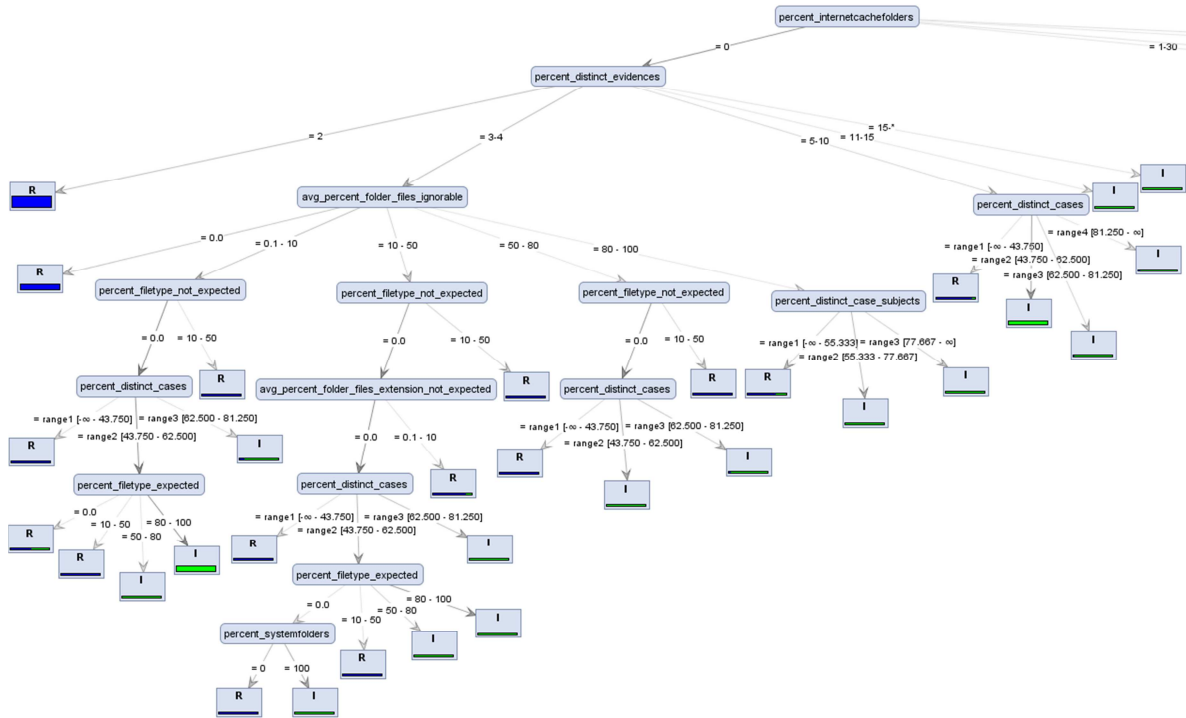 percent_internetcachefolders
= 0
= 1-30
percent_distinct_evidences
= 2
= 3-4
= 5-10
= 11-15
= 15-*
R
avg_percent_folder_files_ignorable
percent_distinct_cases
I
I
= 0.0
= 0.1 - 10
= 10 - 50
= 50 - 80
= 80 - 100
= range1 [-∞ - 43.750]
= range2 [43.750 - 62.500]
= range3 [62.500 - 81.250]
= range4 [81.250 - ∞]
R
I
I
I
R
percent_filetype_not_expected
percent_filetype_not_expected
percent_filetype_not_expected
percent_distinct_case_subjects
= 0.0
= 10 - 50
= 0.0
= 10 - 50
= 0.0
= 10 - 50
= range1 [-∞ - 55.333]
= range2 [55.333 - 77.667]
= range3 [77.667 - ∞]
percent_distinct_cases
R
avg_percent_folder_files_extension_not_expected
R
percent_distinct_cases
R
R
I
I
= range1 [-∞ - 43.750]
= range2 [43.750 - 62.500]
= range3 [62.500 - 81.250]
= 0.0
= 0.1 - 10
= range1 [-∞ - 43.750]
= range2 [43.750 - 62.500]
= range3 [62.500 - 81.250]
R
I
R
I
I
percent_filetype_expected
percent_distinct_cases
R
= 0.0
= 10 - 50
= 50 - 80
= 80 - 100
= range1 [-∞ - 43.750]
= range2 [43.750 - 62.500]
= range3 [62.500 - 81.250]
R
R
I
I
R
I
percent_filetype_expected
= 0.0
= 10 - 50
= 50 - 80
= 80 - 100
percent_systemfolders
R
I
I
= 0
= 100
R
I